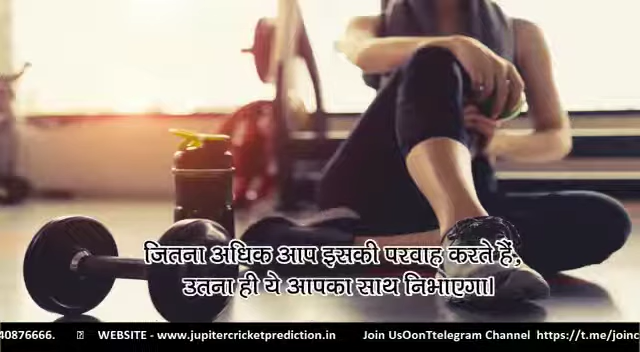 जितना अधिक आप इसकी परवाह करते हैं,
उतना ही ये आपका साथ निभाएगा।
40876666. WEBSITE - www.jupitercricketprediction.in Join UsOonTtelegram Channel https://t.me/joinc